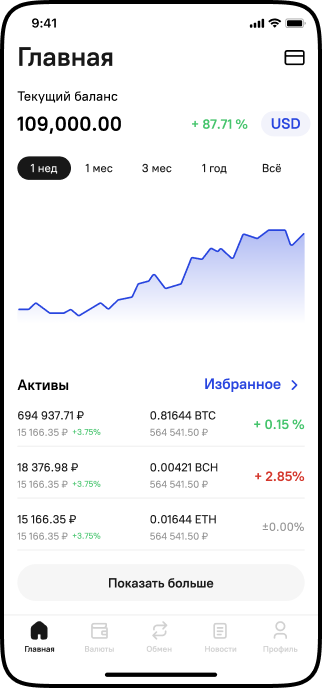 9:41
Главная
Текущий баланс
109,000.00 + 87.71 % USD
1 нед 1 мес 3 мес 1 год Всё
Активы Избранное
694 937.71 ₽ 0.81644 BTC + 0.15 %
15 166.35 ₽ +3.75% 564 541.50 ₽
18 376.98 ₽ 0.00421 BCH + 2.85%
15 166.35 ₽ +3.75% 564 541.50 ₽
15 166.35 ₽ 0.01644 ETH ±0.00%
15 166.35 ₽ +3.75% 564 541.50 ₽
Показать больше
Главная Валюты Обмен Новости Профиль